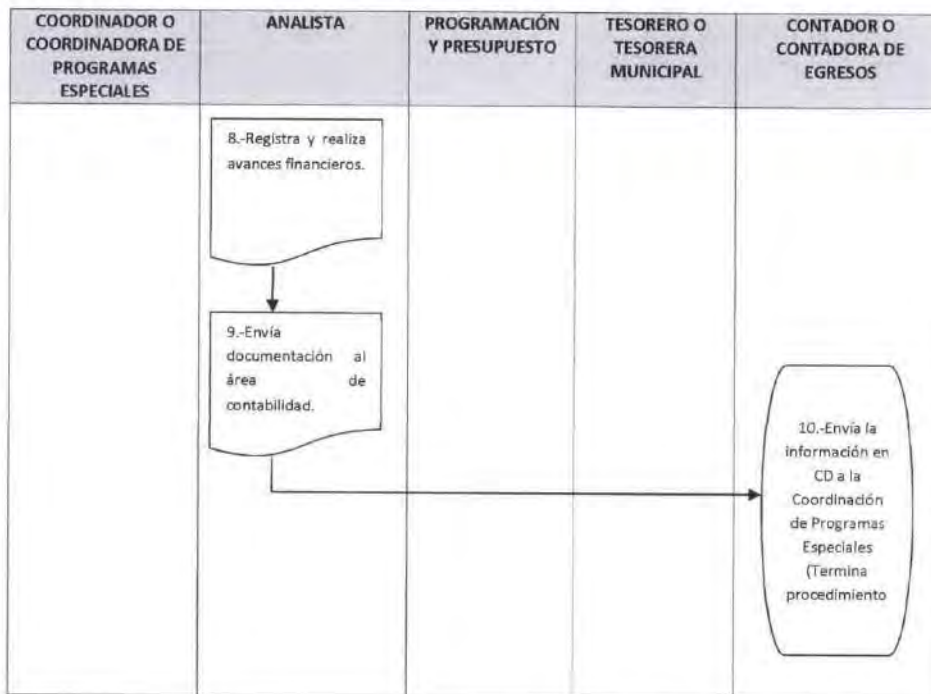 COORDINADOR O
COORDINADORA DE
PROGRAMAS
ESPECIALES
ANALISTA
PROGRAMACIÓN
Y PRESUPUESTO
TESORERO O
TESORERA
MUNICIPAL
CONTADOR O
CONTADORA DE
EGRESOS
8.-Registra y realiza
avances financieros.
9.-Envía
documentación al
área de
contabilidad.
10.-Envía la
información en
CD a la
Coordinación
de Programas
Especiales
(Termina
procedimiento